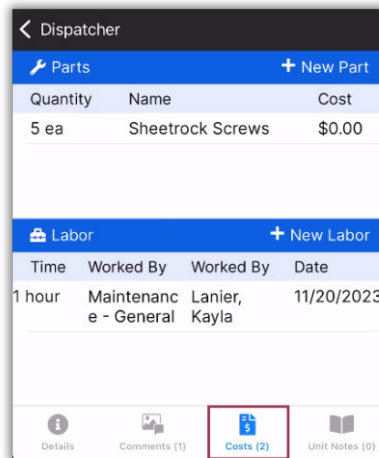 Dispatcher
Parts + New Part
Quantity Name Cost
5 ea Sheetrock Screws $0.00
Labor + New Labor
Time Worked By Worked By Date
1 hour Maintenanc Lanier, 11/20/2023
e - General Kayla
Details Comments (1) Costs (2) Unit Notes (0)